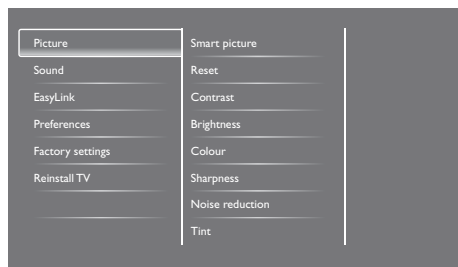 Picture
Sound
EasyLink
Preferences
Factory settings
Reinstall TV
Smart picture
Reset
Contrast
Brightness
Colour
Sharpness
Noise reduction
Tint